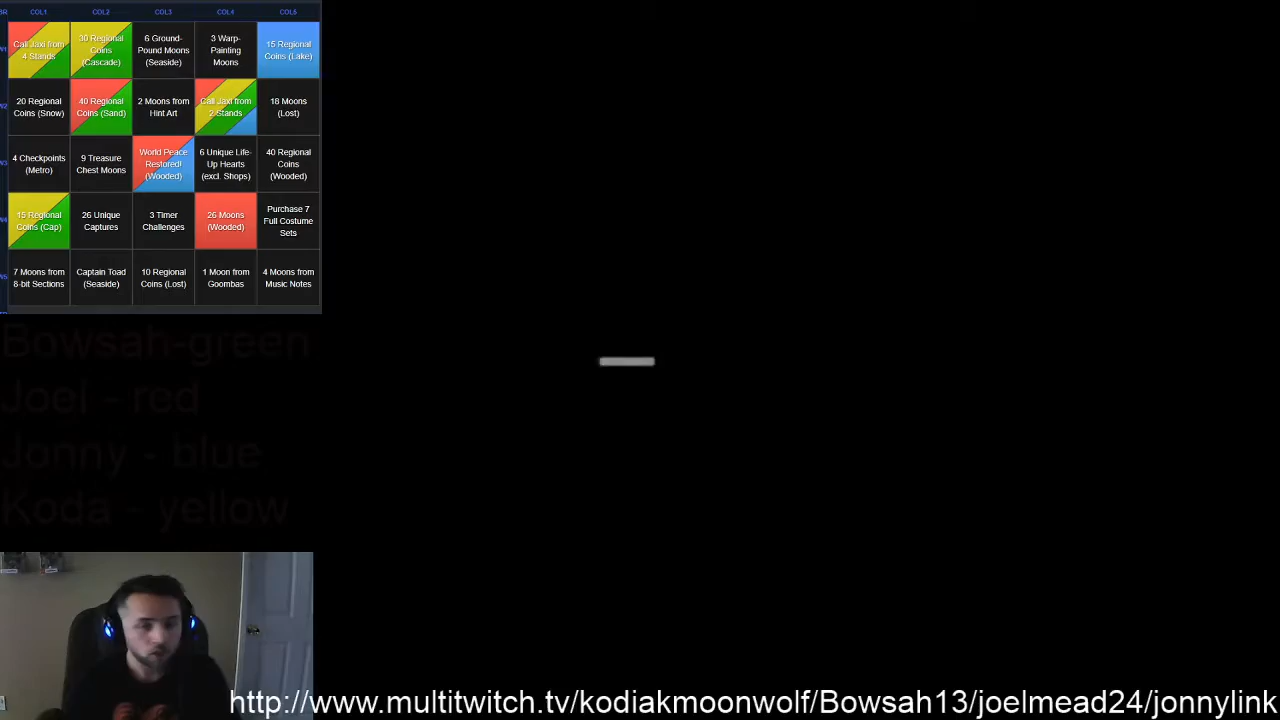 COL1 COL2 COL3 COL4 COL5
Call Jaxi from 4 Stands
30 Regional Coins (Cascade)
6 Ground-Pound Moons (Seaside)
3 Warp-Painting Moons
15 Regional Coins (Lake)
20 Regional Coins (Snow)
40 Regional Coins (Sand)
2 Moons from Hint Art
Call Jaxi from 2 Stands
18 Moons (Lost)
4 Checkpoints (Metro)
9 Treasure Chest Moons
World Peace Restored! (Wooded)
6 Unique Life-Up Hearts (excl. Shops)
40 Regional Coins (Wooded)
15 Regional Coins (Cap)
26 Unique Captures
3 Timer Challenges
26 Moons (Wooded)
Purchase 7 Full Costume Sets
7 Moons from 8-bit Sections
Captain Toad (Seaside)
10 Regional Coins (Lost)
1 Moon from Goombas
4 Moons from Music Notes
Bowsah-green
Joel - red
Jonny - blue
Koda - yellow
http://www.multitwitch.tv/kodiakmoonwolf/Bowsah13/joelmead24/jonnylink